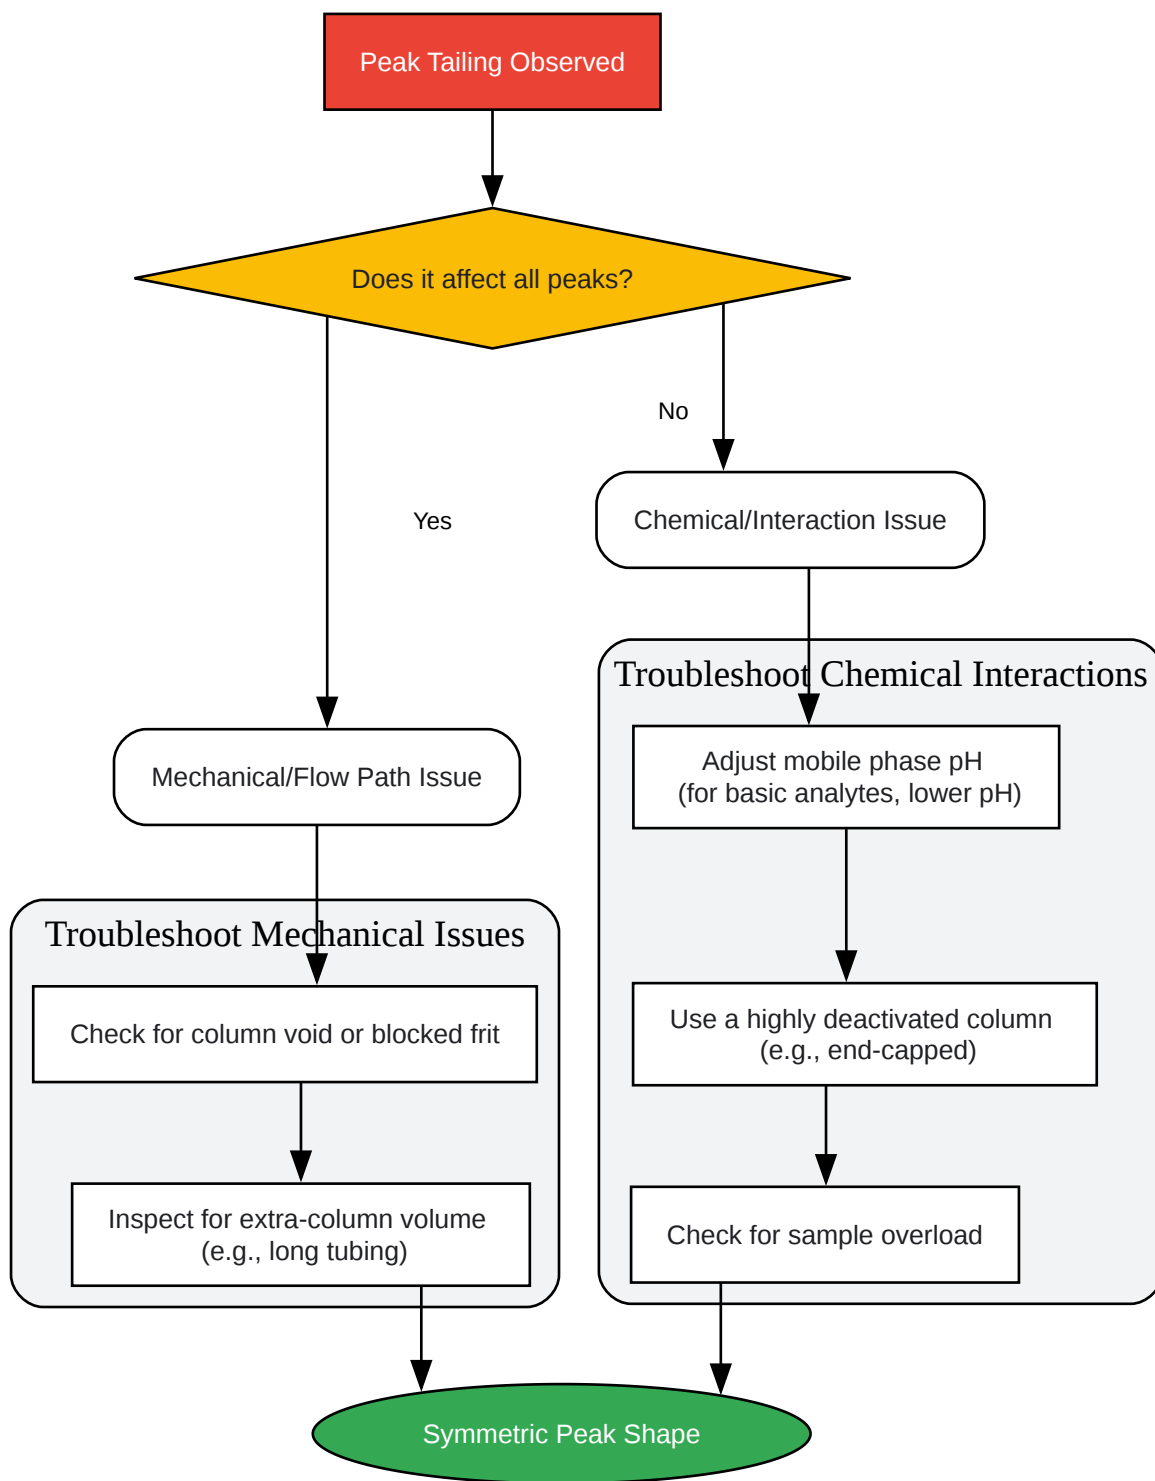 Peak Tailing Observed
Does it affect all peaks?
No
Yes
Chemical/Interaction Issue
Troubleshoot Chemical Interactions
Adjust mobile phase pH
(for basic analytes, lower pH)
Mechanical/Flow Path Issue
Troubleshoot Mechanical Issues
Check for column void or blocked frit
Use a highly deactivated column
(e.g., end-capped)
Inspect for extra-column volume
(e.g., long tubing)
Check for sample overload
Symmetric Peak Shape